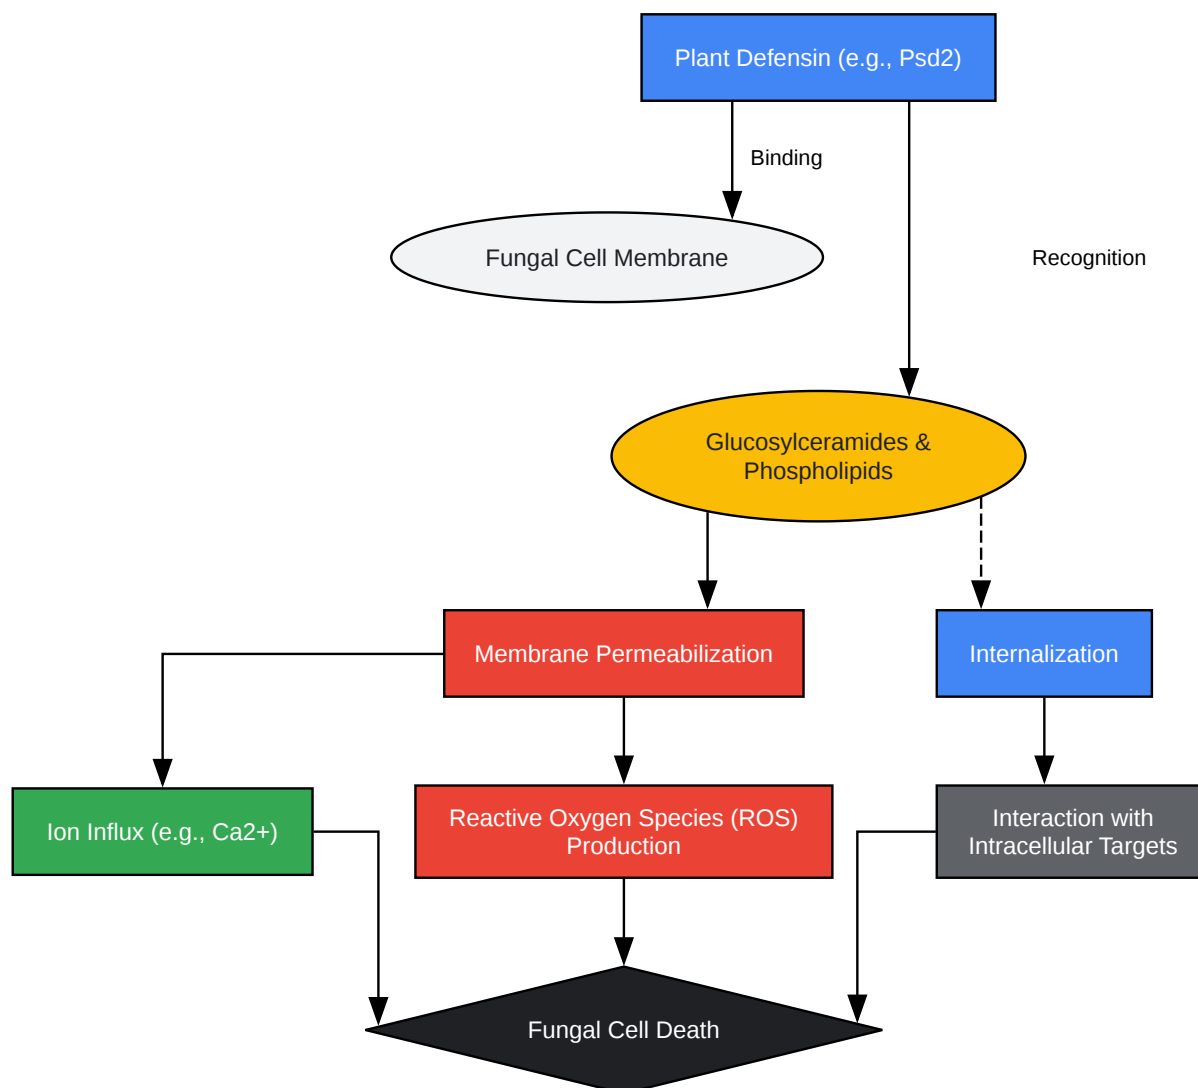 Plant Defensin (e.g., Psd2)
Binding
Fungal Cell Membrane
Recognition
Glucosylceramides &
Phospholipids
Membrane Permeabilization
Internalization
Ion Influx (e.g., Ca2+)
Reactive Oxygen Species (ROS)
Production
Interaction with
Intracellular Targets
Fungal Cell Death